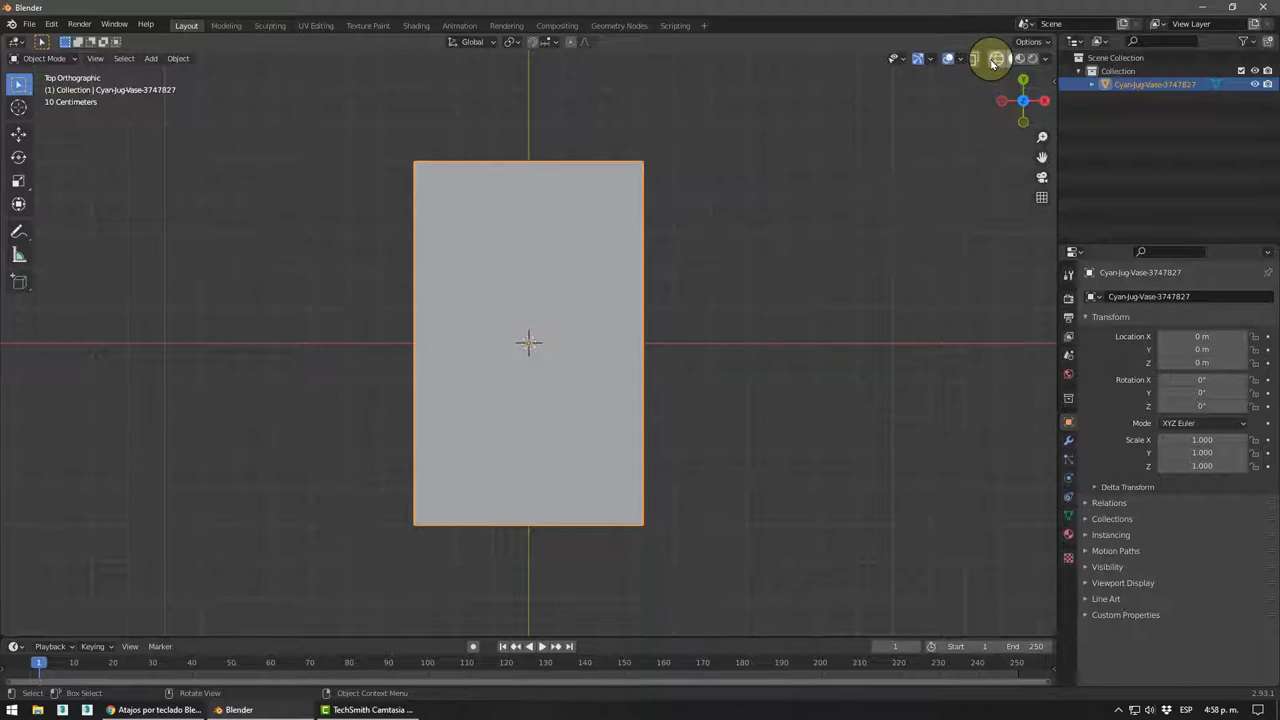 Blender
File Edit Render Window Help
Layout Modeling Sculpting UV Editing Texture Paint Shading Animation Rendering Compositing Geometry Nodes Scripting +
Scene
View Layer
Global
Options
Object Mode View Select Add Object
Top Orthographic
(1) Collection | Cyan-Jug-Vase-3747827
10 Centimeters
Y
X
Z
Scene Collection
Collection
Cyan-Jug-Vase-3747827
Cyan-Jug-Vase-3747827
Cyan-Jug-Vase-3747827
Transform
Location X 0 m
Y 0 m
Z 0 m
Rotation X 0°
Y 0°
Z 0°
Mode XYZ Euler
Scale X 1.000
Y 1.000
Z 1.000
Delta Transform
Relations
Collections
Instancing
Motion Paths
Visibility
Viewport Display
Line Art
Custom Properties
Playback Keying View Marker
1
Start 1
End 250
1 10 20 30 40 50 60 70 80 90 100 110 120 130 140 150 160 170 180 190 200 210 220 230 240 250
Select Box Select Rotate View Object Context Menu
2.93.1
Atajos por teclado Ble...
Blender
TechSmith Camtasia ...
ESP 4:58 p. m.